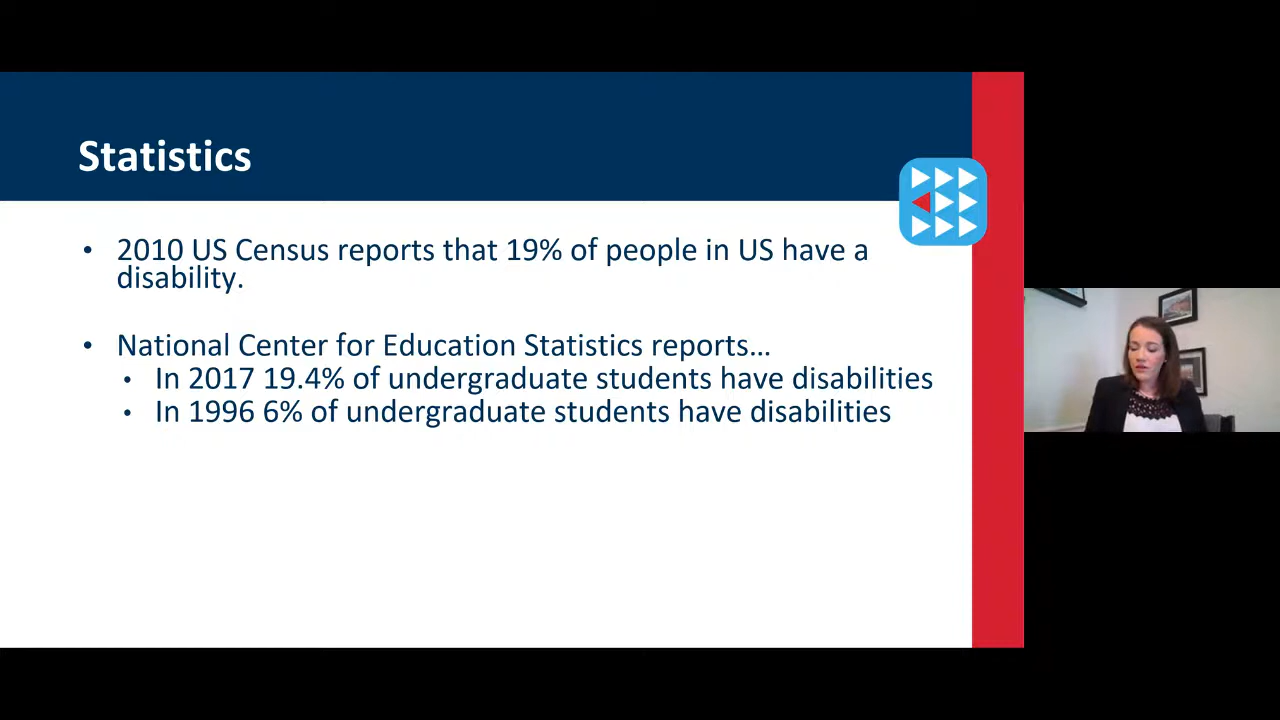 Statistics
• 2010 US Census reports that 19% of people in US have a
disability.
• National Center for Education Statistics reports…
• In 2017 19.4% of undergraduate students have disabilities
• In 1996 6% of undergraduate students have disabilities